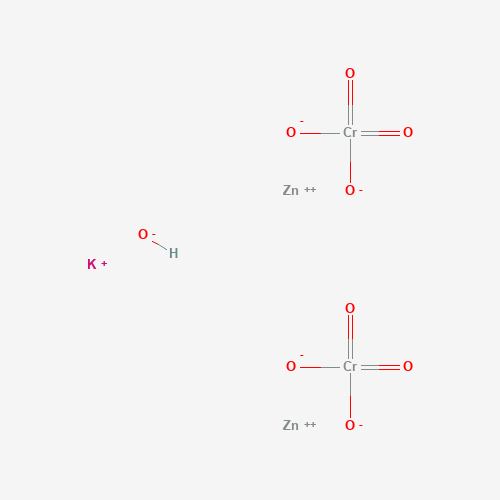 O
O - Cr O
Zn ++ O -
O -
H
K +
O
O - Cr O
Zn ++ O -